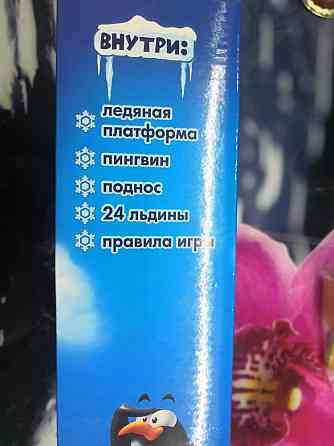 ВНУТРИ:
ледяная
платформа
пингвин
поднос
24 льдины
правила игры